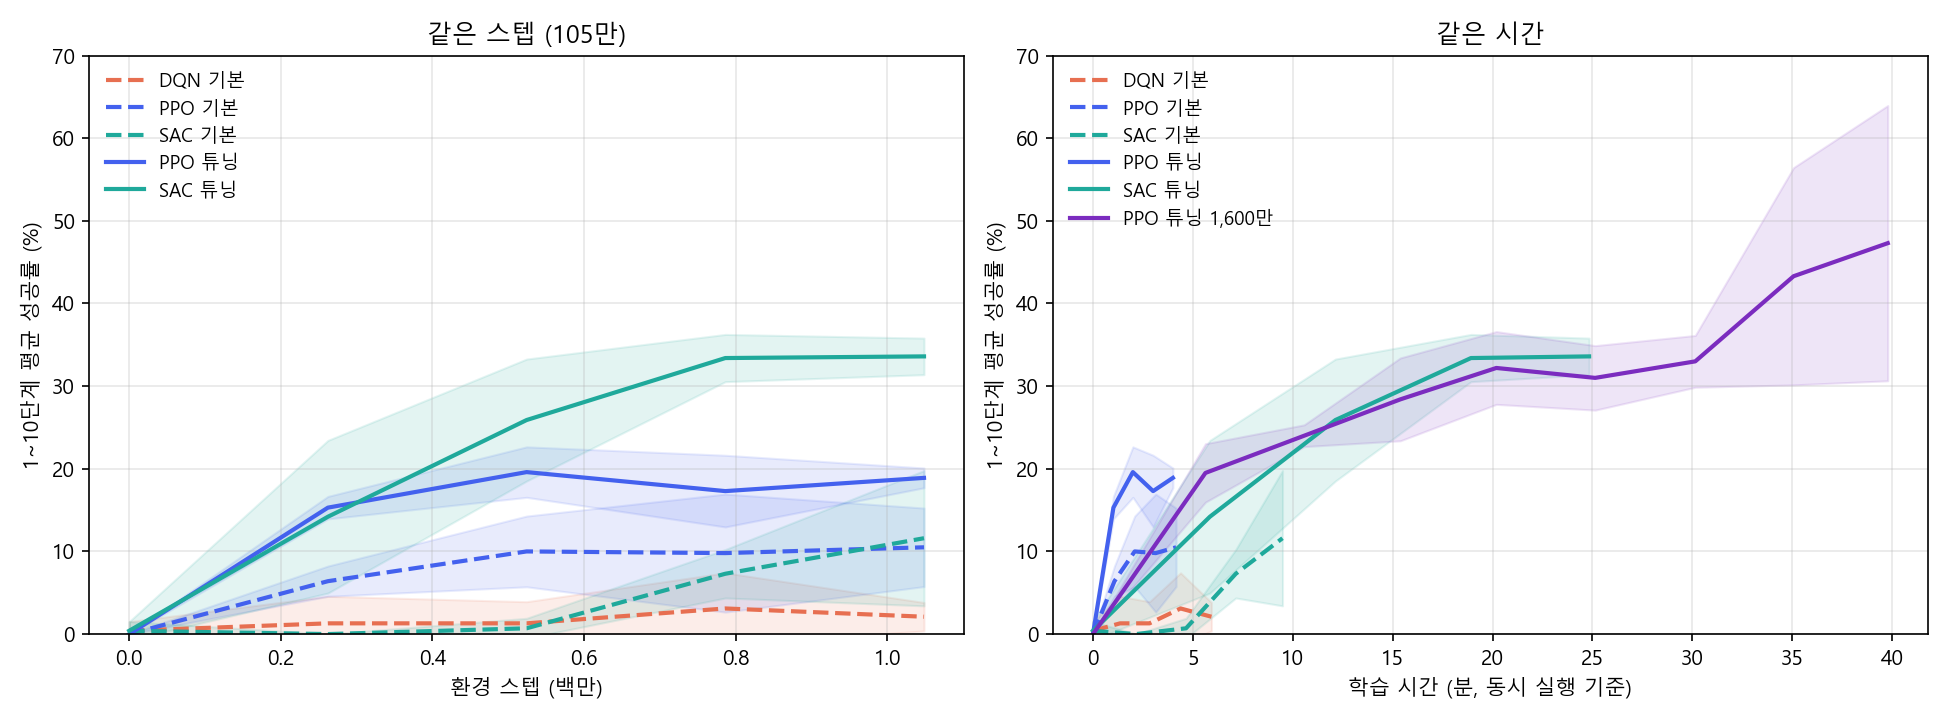 같은 스텝 (105만)
70
60
50
40
30
20
10
0
1~10단계 평균 성공률 (%)
DQN 기본
PPO 기본
SAC 기본
PPO 튜닝
SAC 튜닝
0.0 0.2 0.4 0.6 0.8 1.0
환경 스텝 (백만)
같은 시간
70
60
50
40
30
20
10
0
1~10단계 평균 성공률 (%)
DQN 기본
PPO 기본
SAC 기본
PPO 튜닝
SAC 튜닝
PPO 튜닝 1,600만
0 5 10 15 20 25 30 35 40
학습 시간 (분, 동시 실행 기준)